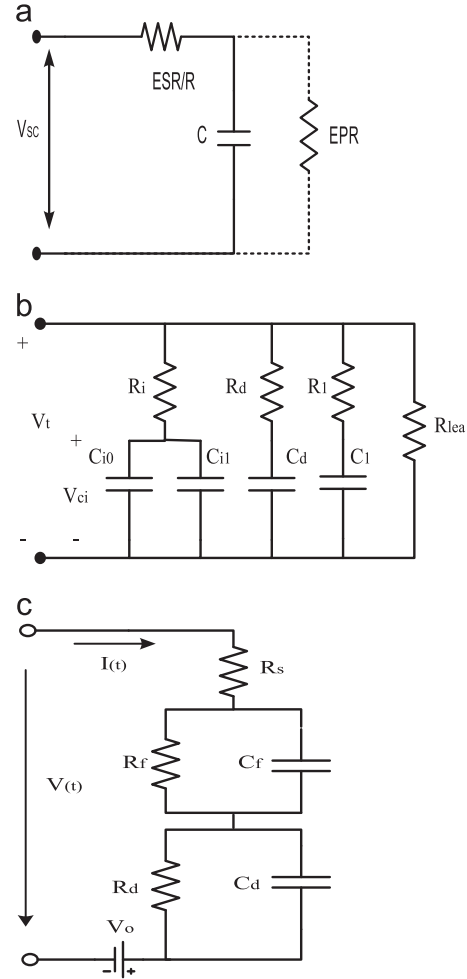 a
ESR/R
Vsc
C
EPR
b
+
Ri
Rd
R1
Rlea
Vt
+
Ci0
Ci1
Cd
C1
Vci
- -
c
I(t)
Rs
Rf
Cf
V(t)
Rd
Cd
Vo
- +